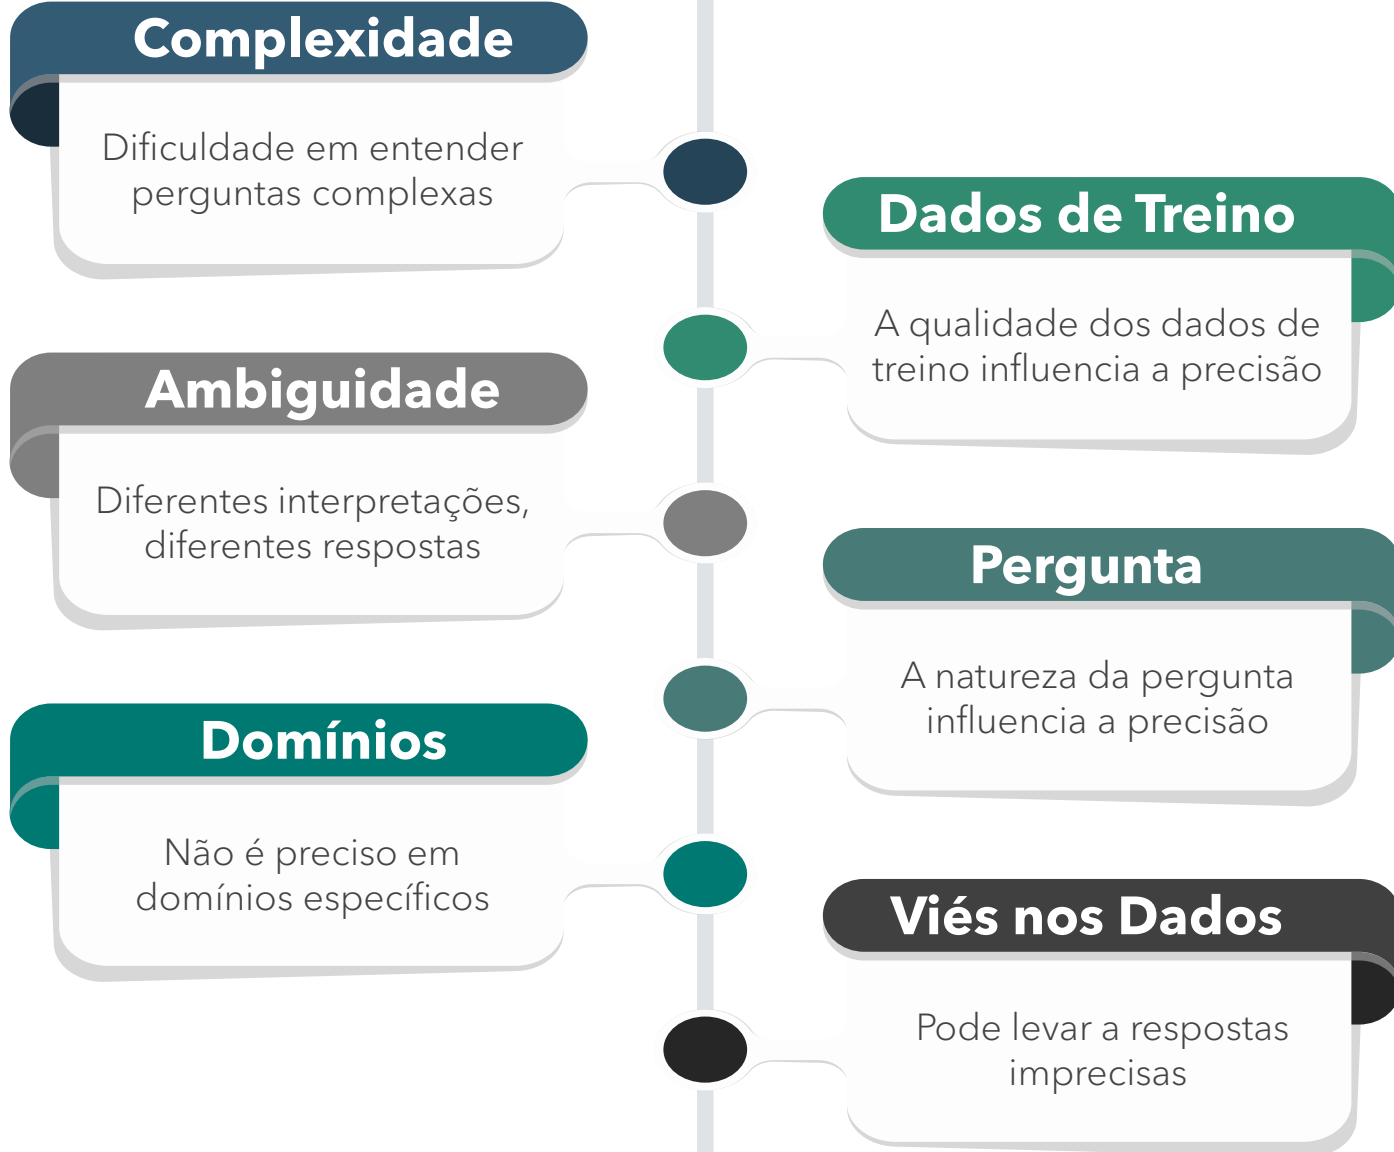 Complexidade
Dificuldade em entender
perguntas complexas
Dados de Treino
A qualidade dos dados de
treino influencia a precisão
Ambiguidade
Diferentes interpretações,
diferentes respostas
Pergunta
A natureza da pergunta
influencia a precisão
Domínios
Não é preciso em
domínios específicos
Viés nos Dados
Pode levar a respostas
imprecisas